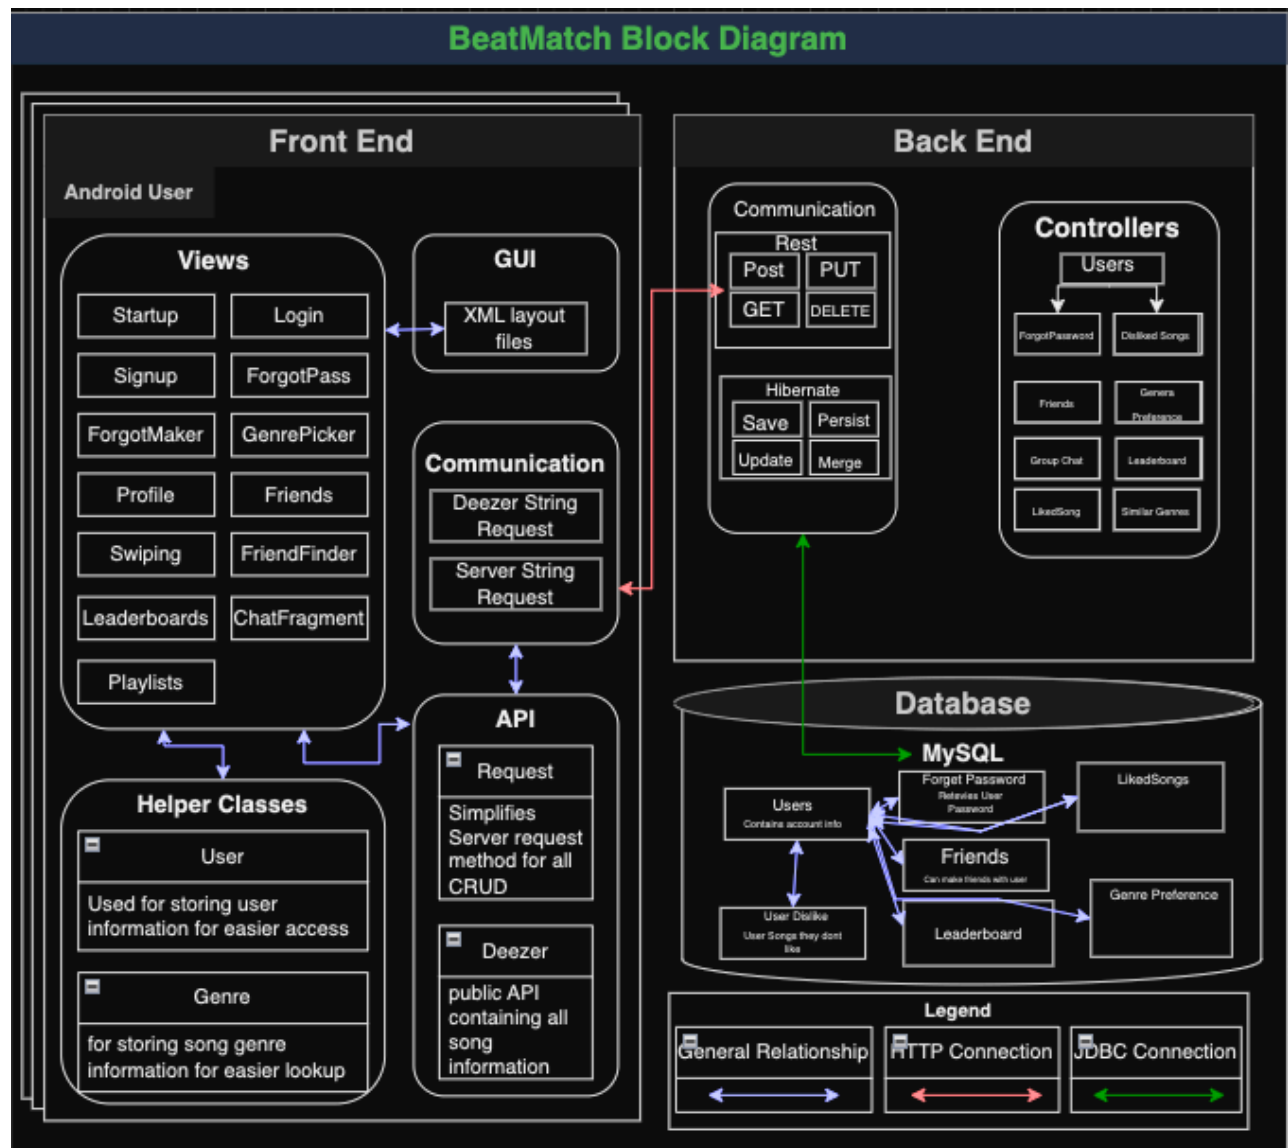 BeatMatch Block Diagram
Front End
Android User
Views
Startup
Login
Signup
ForgotPass
ForgotMaker
GenrePicker
Profile
Friends
Swiping
FriendFinder
Leaderboards
ChatFragment
Playlists
GUI
XML layout
files
Communication
Deezer String
Request
Server String
Request
Helper Classes
User
Used for storing user
information for easier access
Genre
for storing song genre
information for easier lookup
API
Request
Simplifies
Server request
method for all
CRUD
Deezer
public API
containing all
song
information
Back End
Communication
Rest
Post
PUT
GET
DELETE
Hibernate
Save
Persist
Update
Merge
Controllers
Users
ForgotPassword
Disliked Songs
Friends
Genera
Preference
Group Chat
Leaderboard
LikedSong
Similar Genres
Database
MySQL
Users
Contains account info
Forget Password
Retevies User
Password
LikedSongs
Friends
Can make friends with user
User Dislike
User Songs they dont
like
Leaderboard
Genre Preference
Legend
General Relationship
HTTP Connection
JDBC Connection